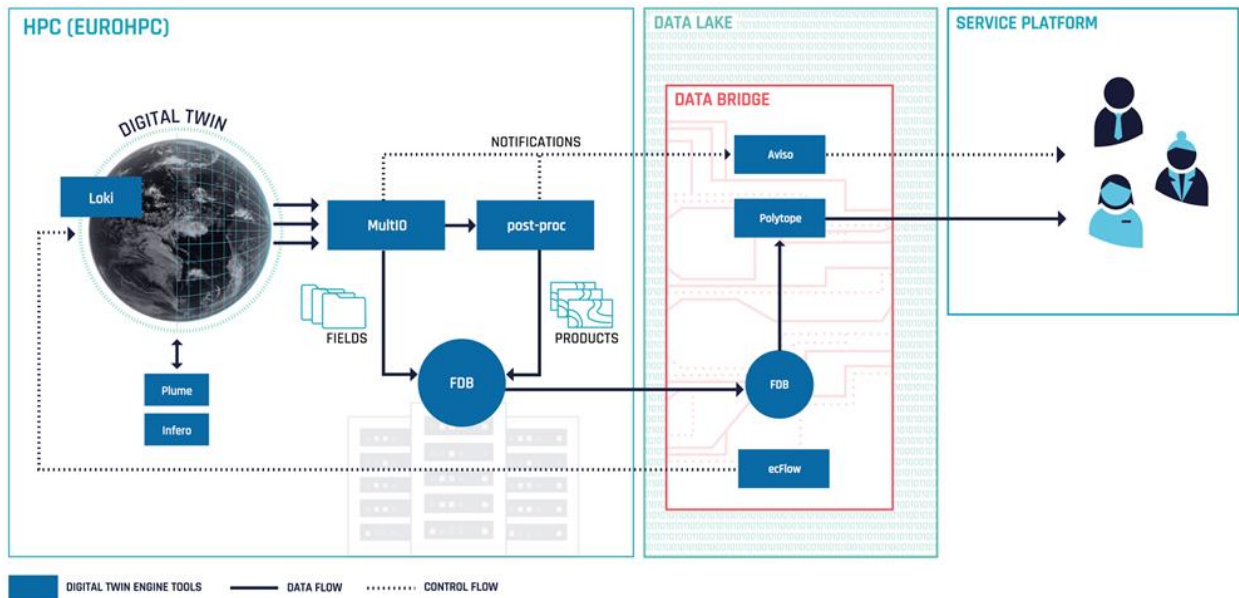 HPC (EUROHPC)
DATA LAKE
SERVICE PLATFORM
DATA BRIDGE
DIGITAL TWIN
NOTIFICATIONS
Loki
MultIO
post-proc
Aviso
Polytope
FIELDS
PRODUCTS
FDB
FDB
Plume
Infero
ecFlow
DIGITAL TWIN ENGINE TOOLS
DATA FLOW
CONTROL FLOW